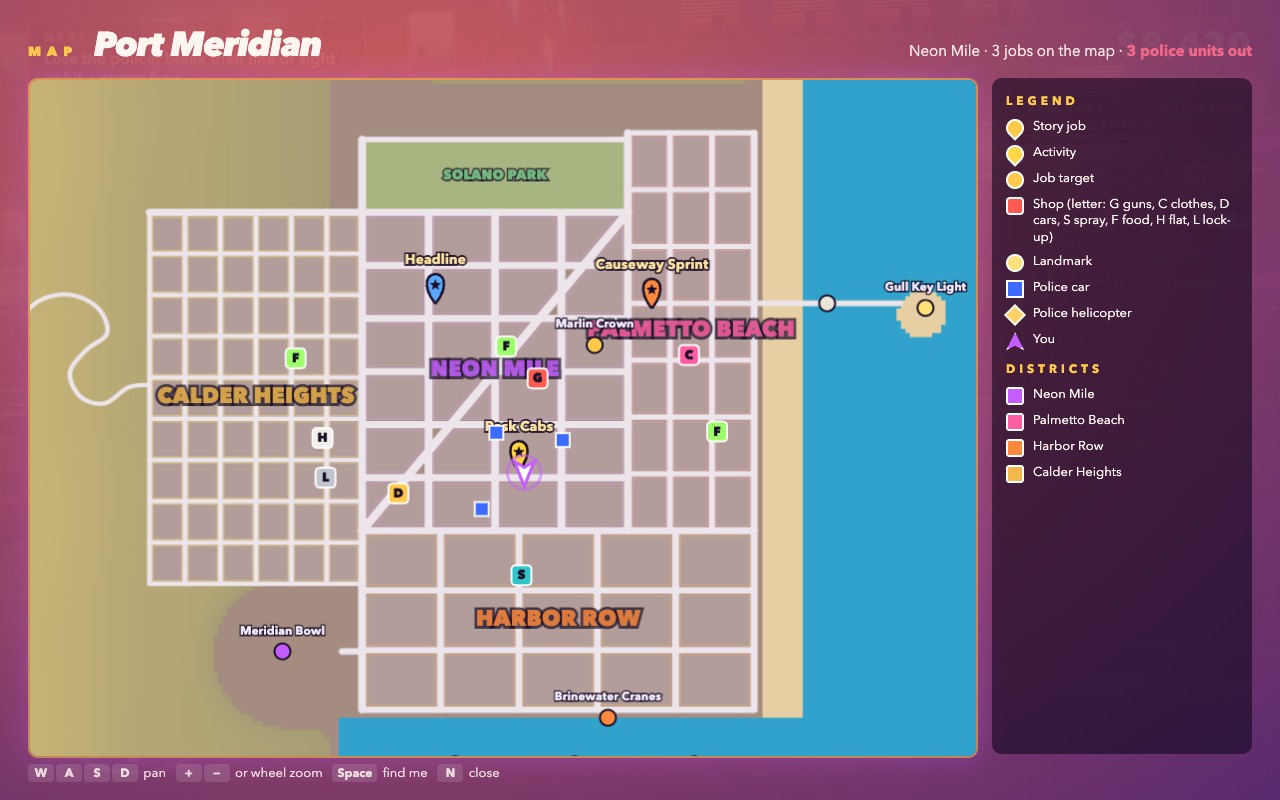 MAP Port Meridian
Neon Mile · 3 jobs on the map · 3 police units out
SOLANO PARK
Headline
Causeway Sprint
Gull Key Light
Marlin Crown
PALMETTO BEACH
F
C
F
NEON MILE
G
CALDER HEIGHTS
H
Dusk Cabs
F
L
D
S
HARBOR ROW
Meridian Bowl
Brinewater Cranes
LEGEND
Story job
Activity
Job target
Shop (letter: G guns, C clothes, D
cars, S spray, F food, H flat, L lock-
up)
Landmark
Police car
Police helicopter
You
DISTRICTS
Neon Mile
Palmetto Beach
Harbor Row
Calder Heights
W A S D pan + − or wheel zoom Space find me N close